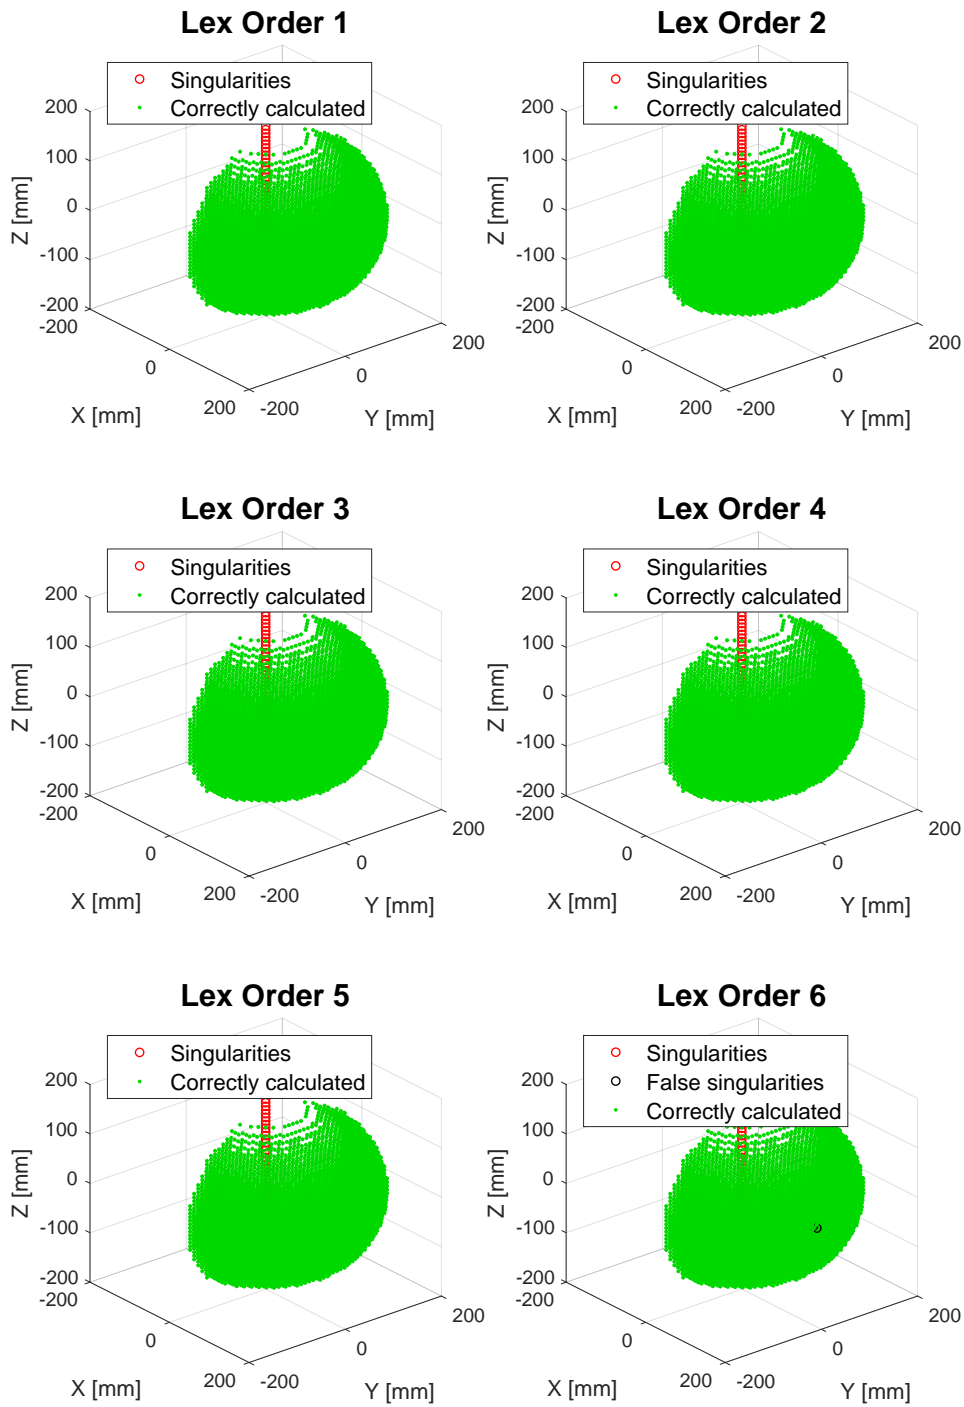 Lex Order 1
Singularities
Correctly calculated
200
100
0
-100
-200
Z [mm]
-200
0
200
X [mm]
-200
0
200
Y [mm]
Lex Order 2
Singularities
Correctly calculated
200
100
0
-100
-200
Z [mm]
-200
0
200
X [mm]
-200
0
200
Y [mm]
Lex Order 3
Singularities
Correctly calculated
200
100
0
-100
-200
Z [mm]
-200
0
200
X [mm]
-200
0
200
Y [mm]
Lex Order 4
Singularities
Correctly calculated
200
100
0
-100
-200
Z [mm]
-200
0
200
X [mm]
-200
0
200
Y [mm]
Lex Order 5
Singularities
Correctly calculated
200
100
0
-100
-200
Z [mm]
-200
0
200
X [mm]
-200
0
200
Y [mm]
Lex Order 6
Singularities
False singularities
Correctly calculated
200
100
0
-100
-200
Z [mm]
-200
0
200
X [mm]
-200
0
200
Y [mm]